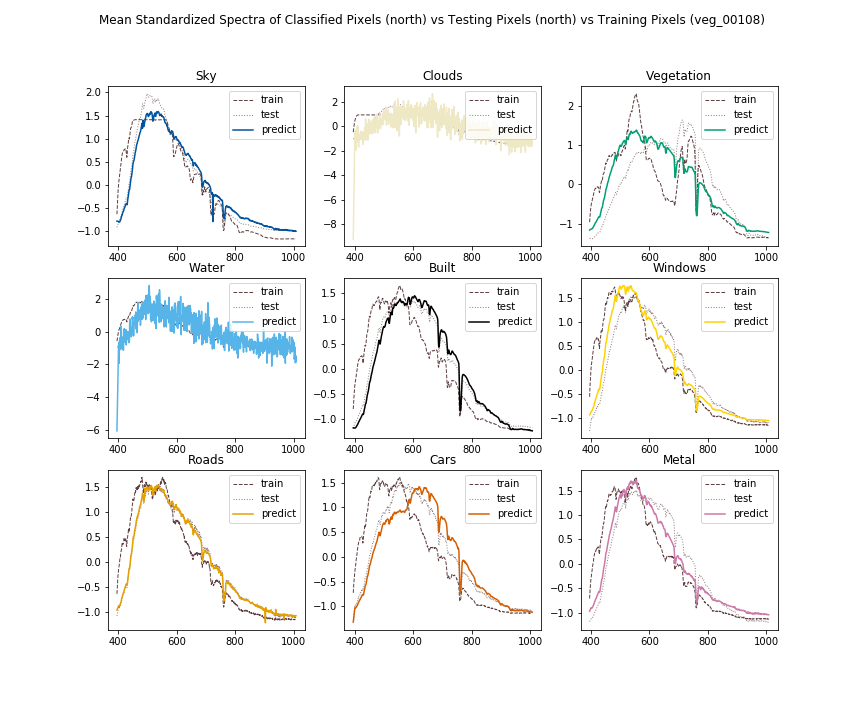 Mean Standardized Spectra of Classified Pixels (north) vs Testing Pixels (north) vs Training Pixels (veg_00108)
Sky
2.0
1.5
1.0
0.5
0.0
−0.5
−1.0
400
600
800
1000
train
test
predict
Clouds
2
0
−2
−4
−6
−8
400
600
800
1000
train
test
predict
Vegetation
2
1
0
−1
400
600
800
1000
train
test
predict
Water
2
0
−2
−4
−6
400
600
800
1000
train
test
predict
Built
1.5
1.0
0.5
0.0
−0.5
−1.0
400
600
800
1000
train
test
predict
Windows
1.5
1.0
0.5
0.0
−0.5
−1.0
400
600
800
1000
train
test
predict
Roads
1.5
1.0
0.5
0.0
−0.5
−1.0
400
600
800
1000
train
test
predict
Cars
1.5
1.0
0.5
0.0
−0.5
−1.0
400
600
800
1000
train
test
predict
Metal
1.5
1.0
0.5
0.0
−0.5
−1.0
400
600
800
1000
train
test
predict